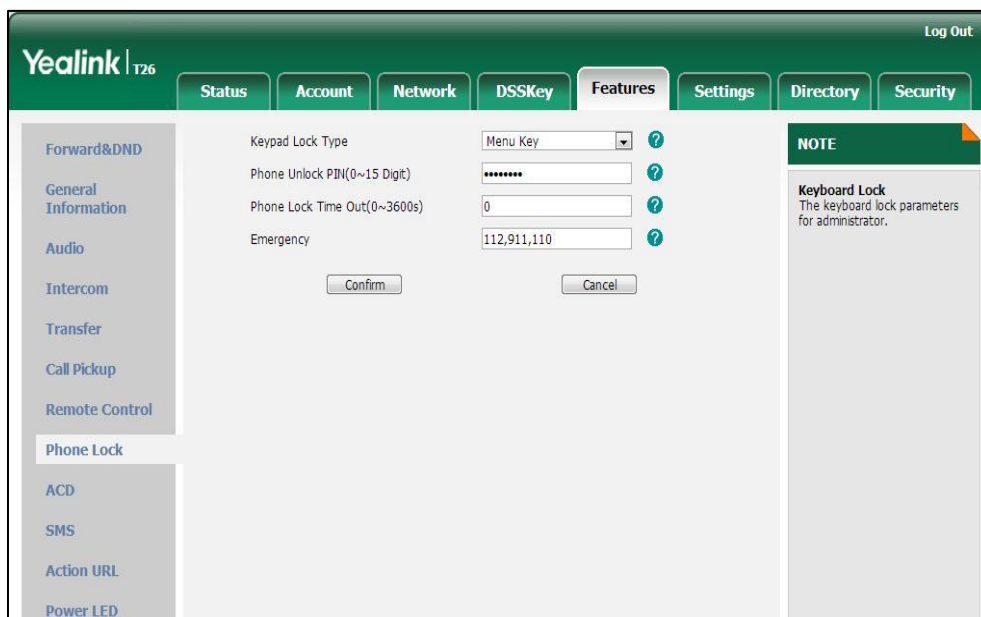 Log Out
Yealink T26
Status Account Network DSSKey Features Settings Directory Security
Forward&DND
General
Information
Audio
Intercom
Transfer
Call Pickup
Remote Control
Phone Lock
ACD
SMS
Action URL
Power LED
Keypad Lock Type Menu Key ?
Phone Unlock PIN(0~15 Digit) •••••••• ?
Phone Lock Time Out(0~3600s) 0 ?
Emergency 112,911,110 ?
Confirm Cancel
NOTE
Keyboard Lock
The keyboard lock parameters
for administrator.